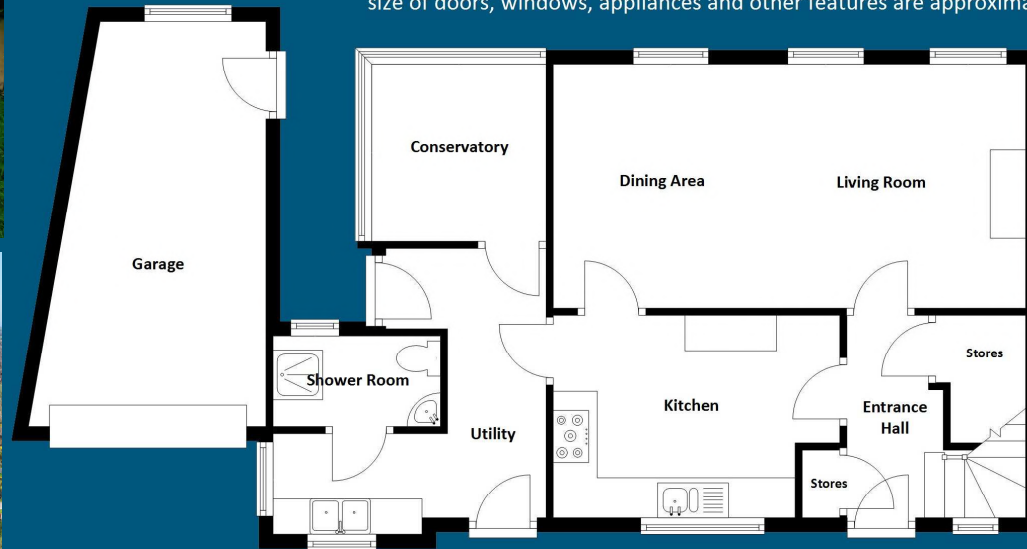 size of doors, windows, appliances and other features are approxima
Conservatory
Dining Area
Living Room
Garage
Stores
Shower Room
Kitchen
Entrance
Hall
Utility
Stores